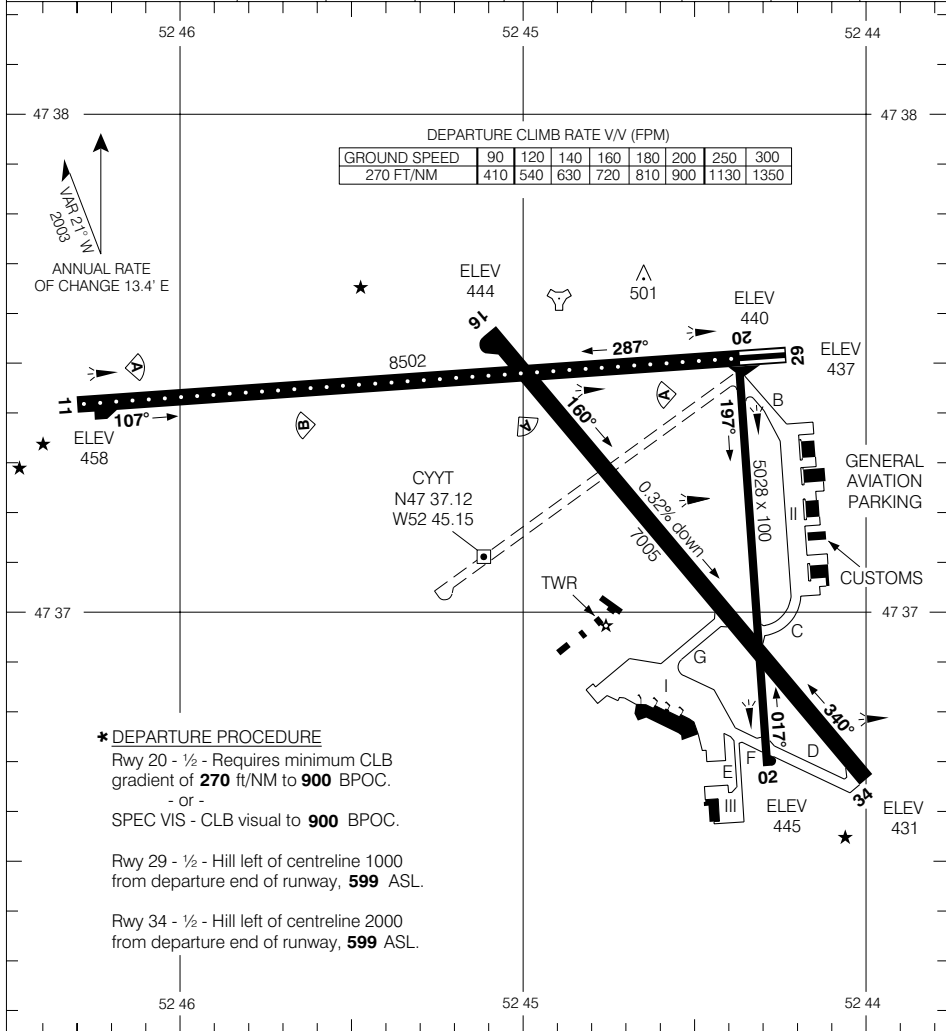 52 46
52 45
52 44
47 38
47 38
DEPARTURE CLIMB RATE V/V (FPM)
GROUND SPEED 90 120 140 160 180 200 250 300
270 FT/NM 410 540 630 720 810 900 1130 1350
VAR 21° W
2003
ANNUAL RATE
OF CHANGE 13.4' E
ELEV
444
501
ELEV
440
16
20
29
ELEV
437
287°
8502
A
A
B
11
107°
ELEV
458
B
A
160°
197°
CYYT
N47 37.12
W52 45.15
0.32% down
7005
5028 x 100
II
GENERAL
AVIATION
PARKING
CUSTOMS
TWR
47 37
47 37
C
G
I
340°
017°
D
F
E
02
34
III
ELEV
445
ELEV
431
* DEPARTURE PROCEDURE
Rwy 20 - ½ - Requires minimum CLB
gradient of 270 ft/NM to 900 BPOC.
- or -
SPEC VIS - CLB visual to 900 BPOC.
Rwy 29 - ½ - Hill left of centreline 1000
from departure end of runway, 599 ASL.
Rwy 34 - ½ - Hill left of centreline 2000
from departure end of runway, 599 ASL.
52 46
52 45
52 44